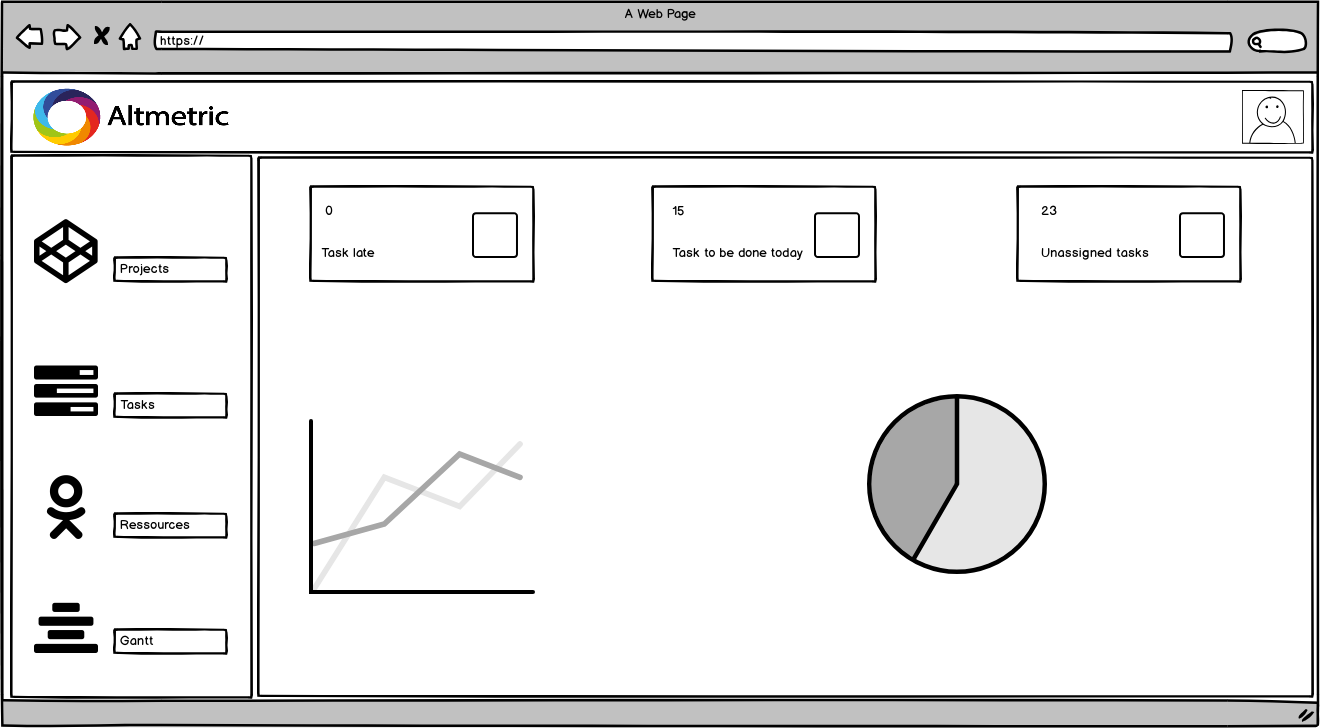 A Web Page
https://
Altmetric
0
Task late
15
Task to be done today
23
Unassigned tasks
Projects
Tasks
Ressources
Gantt